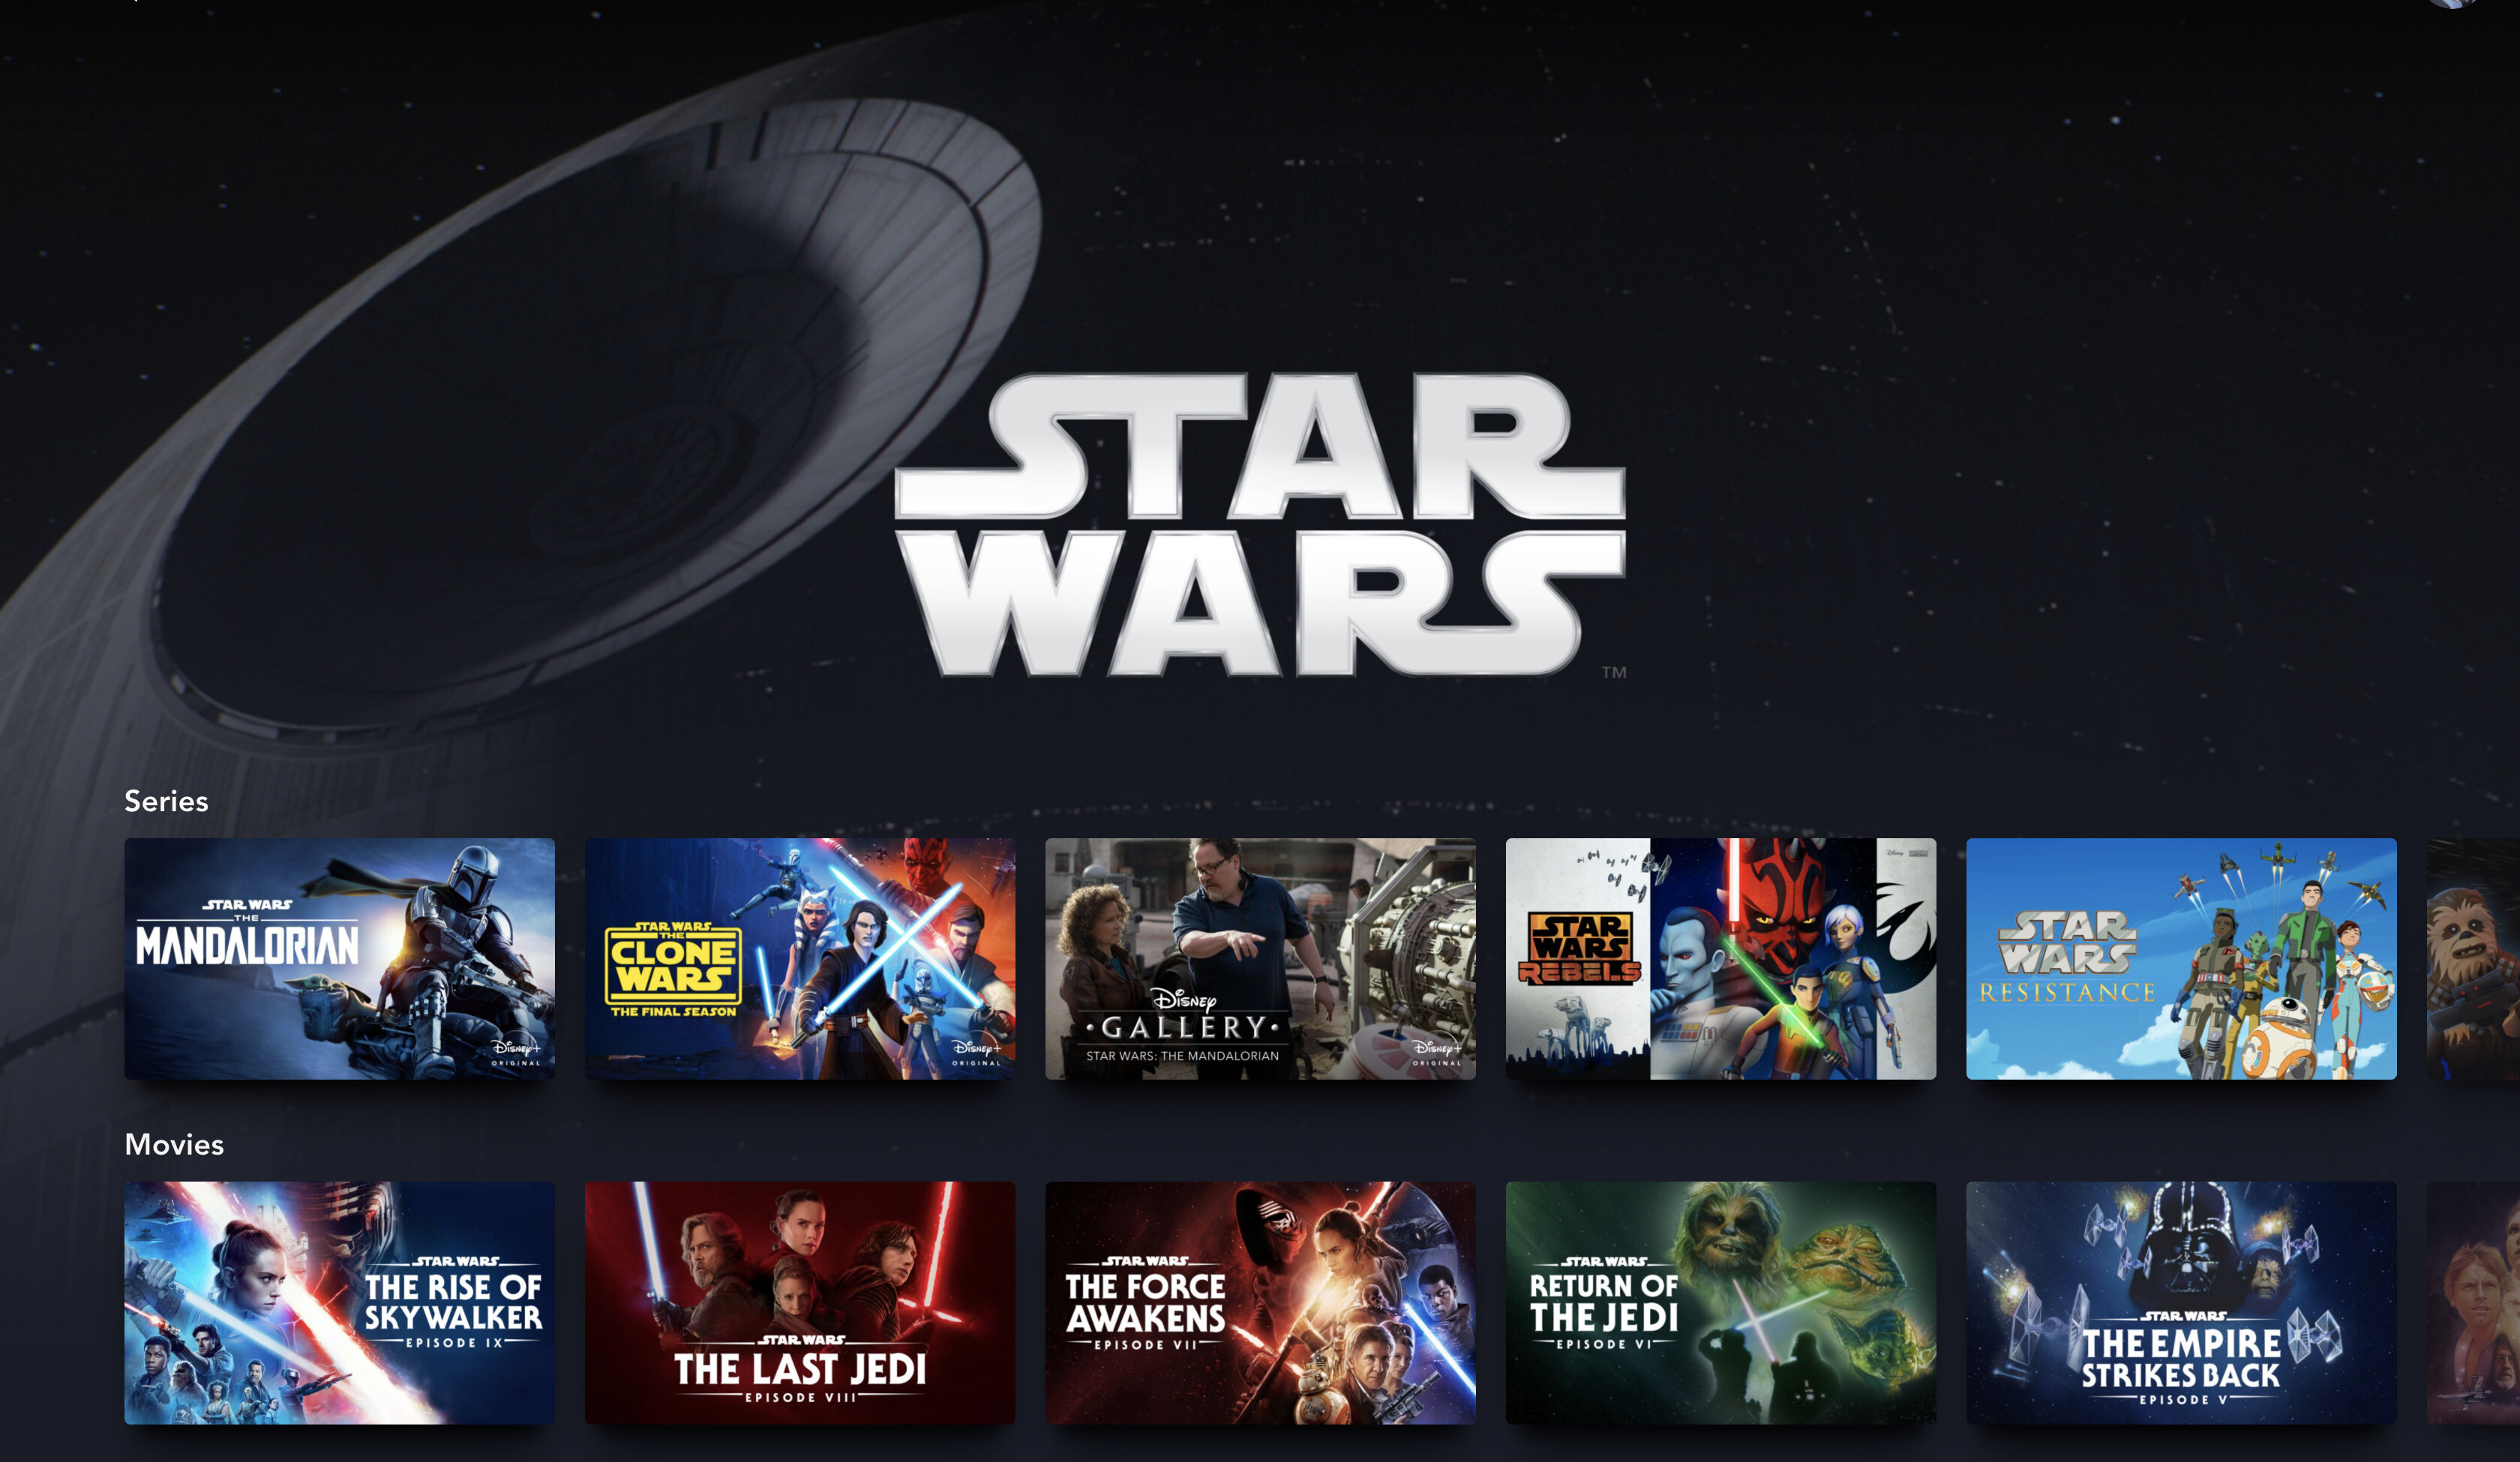 STAR
WARS
TM
Series
STAR WARS
THE
MANDALORIAN
Disney+
ORIGINAL
STAR WARS
THE
CLONE
WARS
THE FINAL SEASON
Disney+
ORIGINAL
Disney
•GALLERY•
STAR WARS: THE MANDALORIAN
Disney+
ORIGINAL
STAR
WARS
REBELS
STAR
WARS
RESISTANCE
Movies
STAR WARS
THE RISE OF
SKYWALKER
EPISODE IX
STAR WARS
THE LAST JEDI
EPISODE VIII
STAR WARS
THE FORCE
AWAKENS
EPISODE VII
STAR WARS
RETURN OF
THE JEDI
EPISODE VI
STAR WARS
THE EMPIRE
STRIKES BACK
EPISODE V